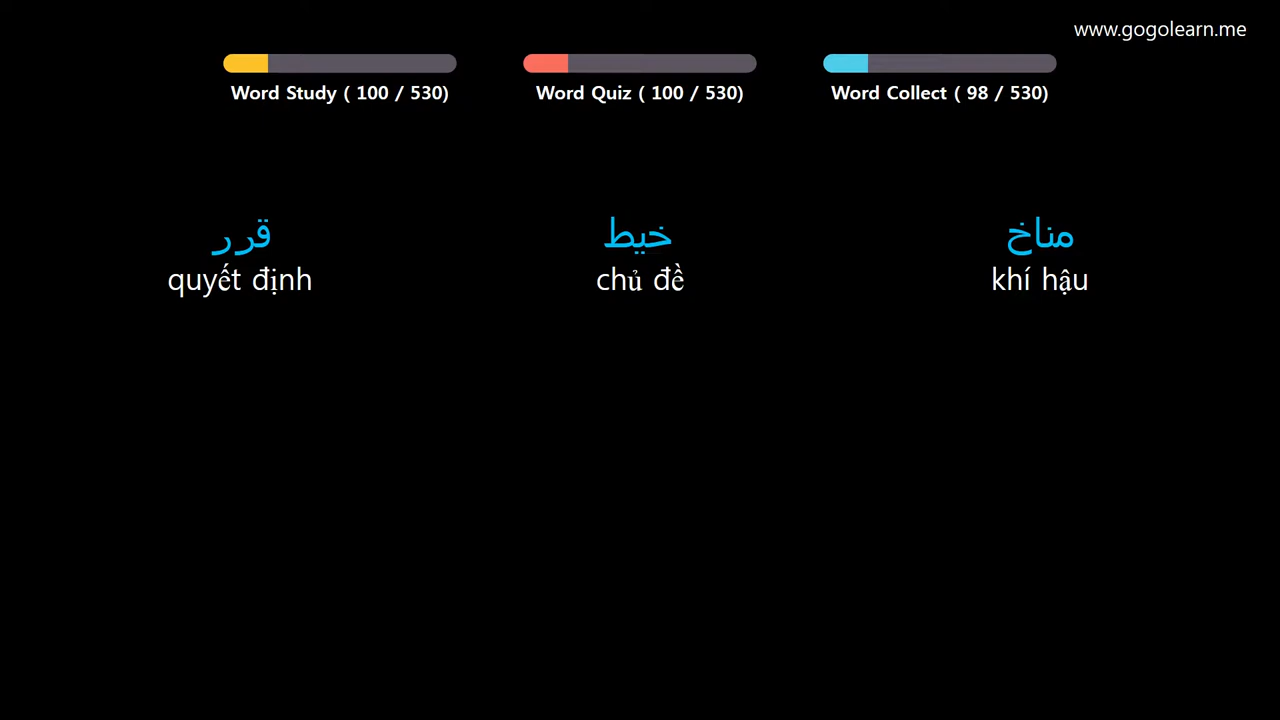 www.gogolearn.me
Word Study ( 100 / 530)
Word Quiz ( 100 / 530)
Word Collect ( 98 / 530)
قرر
quyết định
خيط
chủ đề
مناخ
khí hậu